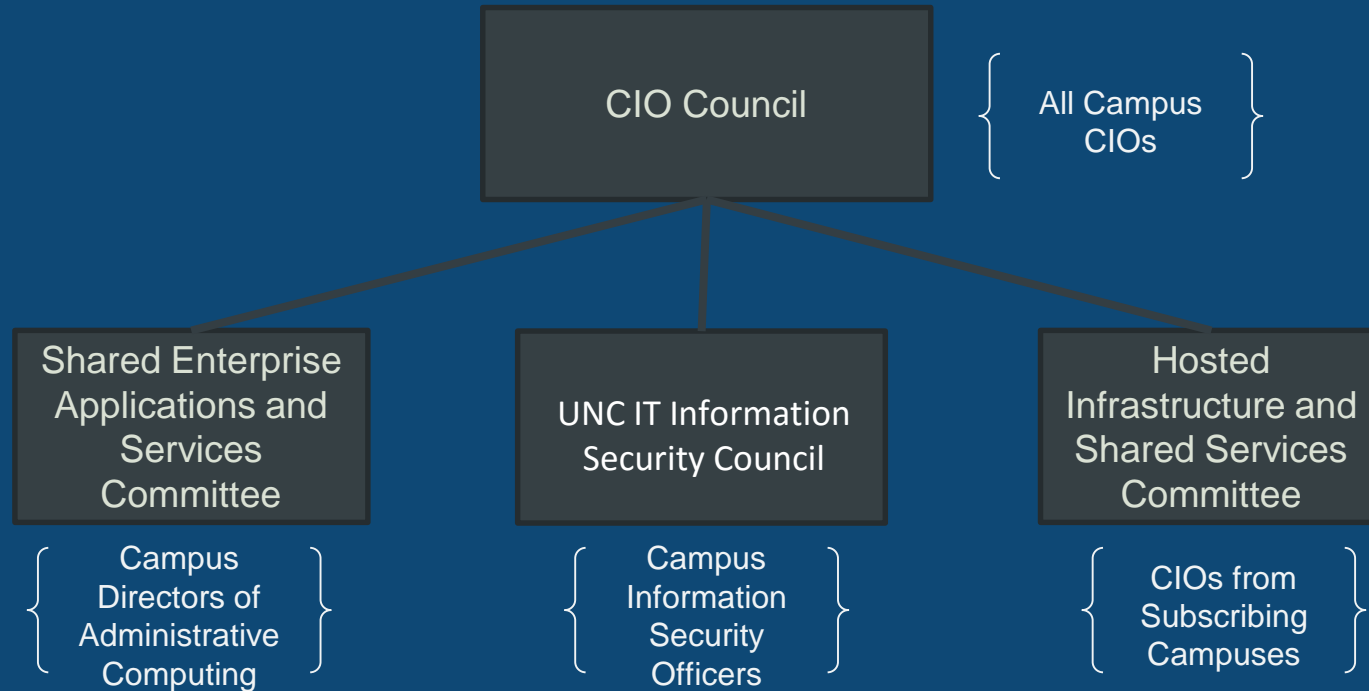 CIO Council
All Campus
CIOs
Shared Enterprise
Applications and
Services
Committee
UNC IT Information
Security Council
Hosted
Infrastructure and
Shared Services
Committee
Campus
Directors of
Administrative
Computing
Campus
Information
Security
Officers
CIOs from
Subscribing
Campuses